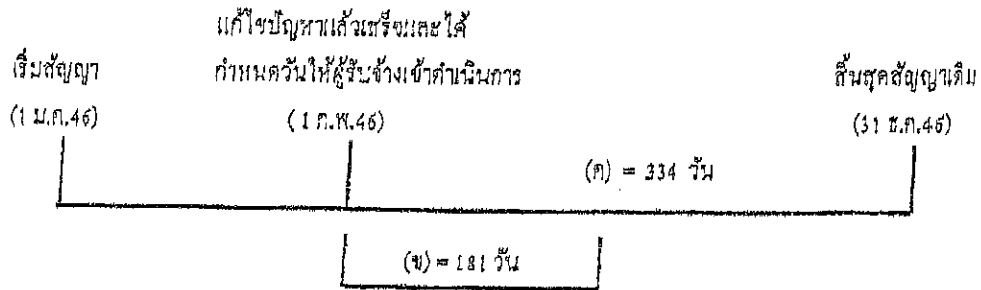 แก้ไขปัญหาแล้วเสร็จและได้
เริ่มสัญญา กำหนดวันให้ผู้รับจ้างเข้าดำเนินการ สิ้นสุดสัญญาเดิม
(1 ม.ค.46) (1 ก.พ.46) (31 ธ.ค.46)
(ค) = 334 วัน
(ข) = 181 วัน